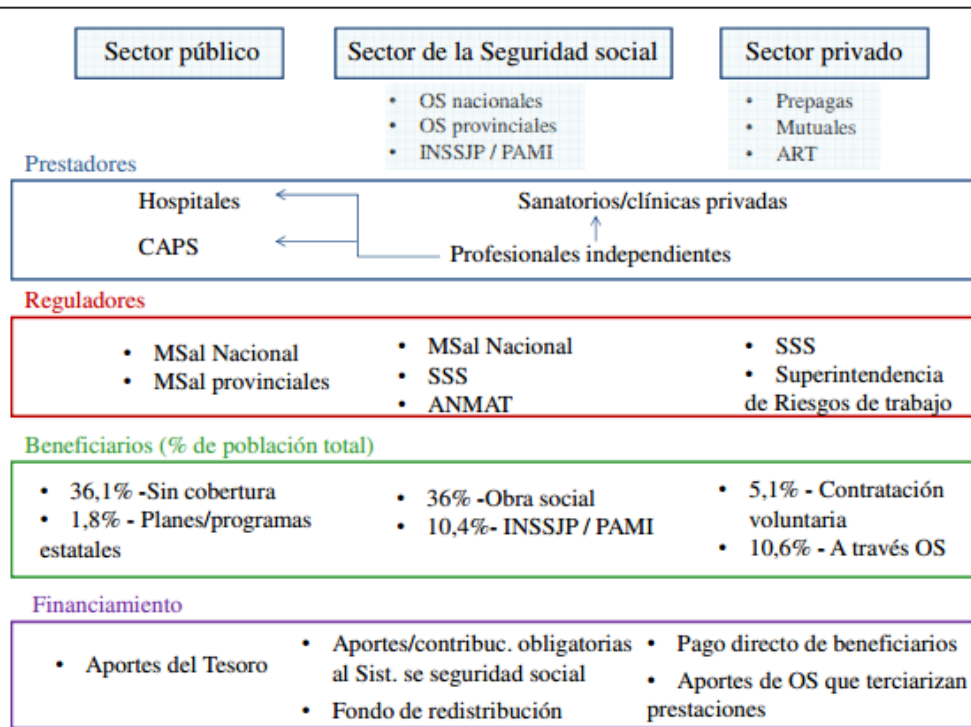 Sector público
Sector de la Seguridad social
Sector privado
• OS nacionales
• OS provinciales
• INSSJP / PAMI
• Prepagas
• Mutuales
• ART
Prestadores
Hospitales
CAPS
Sanatorios/clínicas privadas
Profesionales independientes
Reguladores
• MSal Nacional
• MSal provinciales
• MSal Nacional
• SSS
• ANMAT
• SSS
• Superintendencia
de Riesgos de trabajo
Beneficiarios (% de población total)
• 36,1% -Sin cobertura
• 1,8% - Planes/programas
estatales
• 36% -Obra social
• 10,4%- INSSJP / PAMI
• 5,1% - Contratación
voluntaria
• 10,6% - A través OS
Financiamiento
• Aportes del Tesoro
• Aportes/contribuc. obligatorias
al Sist. se seguridad social
• Fondo de redistribución
• Pago directo de beneficiarios
• Aportes de OS que terciarizan
prestaciones